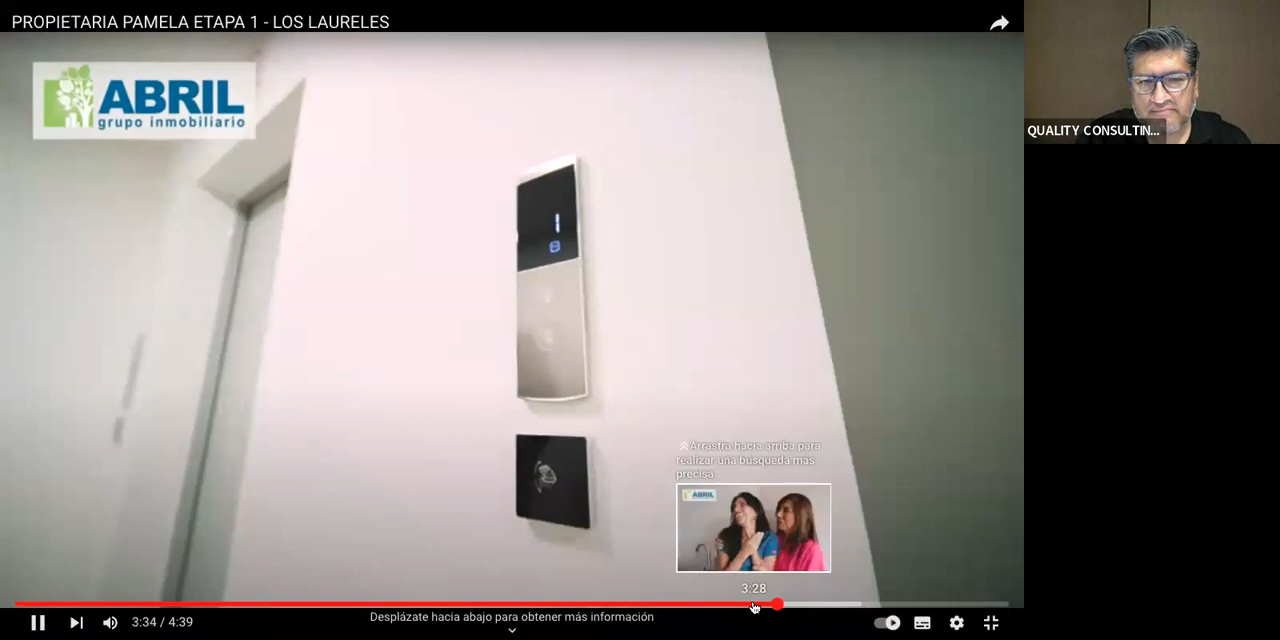 PROPIETARIA PAMELA ETAPA 1 - LOS LAURELES
ABRIL
grupo inmobiliario
QUALITY CONSULTIN...
Arrastra hacia arriba para
realizar una búsqueda más
precisa
ABRIL
3:28
3:34 / 4:39
Desplázate hacia abajo para obtener más información